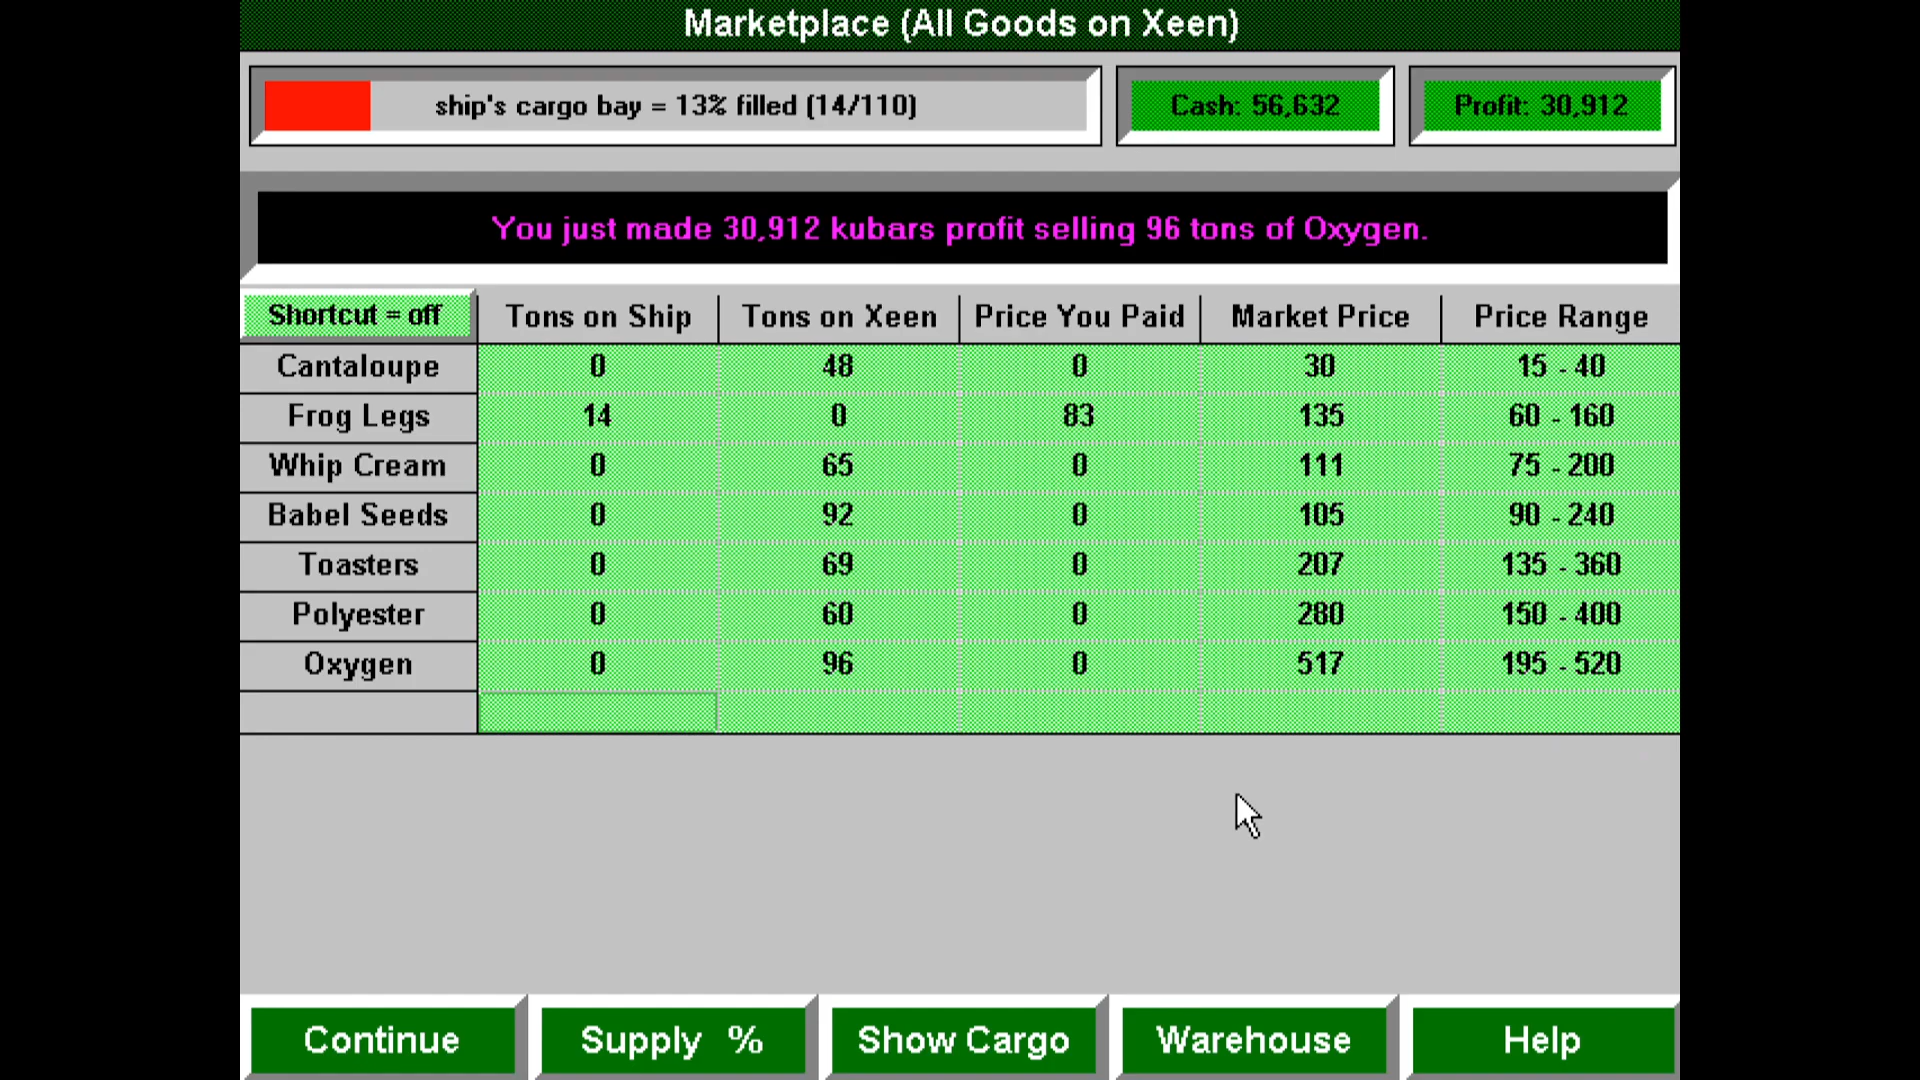 Marketplace (All Goods on Xeen)
ship's cargo bay = 13% filled (14/110)
Cash: 56,632
Profit: 30,912
You just made 30,912 kubars profit selling 96 tons of Oxygen.
Shortcut = off Tons on Ship Tons on Xeen Price You Paid Market Price Price Range
Cantaloupe 0 48 0 30 15 - 40
Frog Legs 14 0 83 135 60 - 160
Whip Cream 0 65 0 111 75 - 200
Babel Seeds 0 92 0 105 90 - 240
Toasters 0 69 0 207 135 - 360
Polyester 0 60 0 280 150 - 400
Oxygen 0 96 0 517 195 - 520
Continue Supply % Show Cargo Warehouse Help